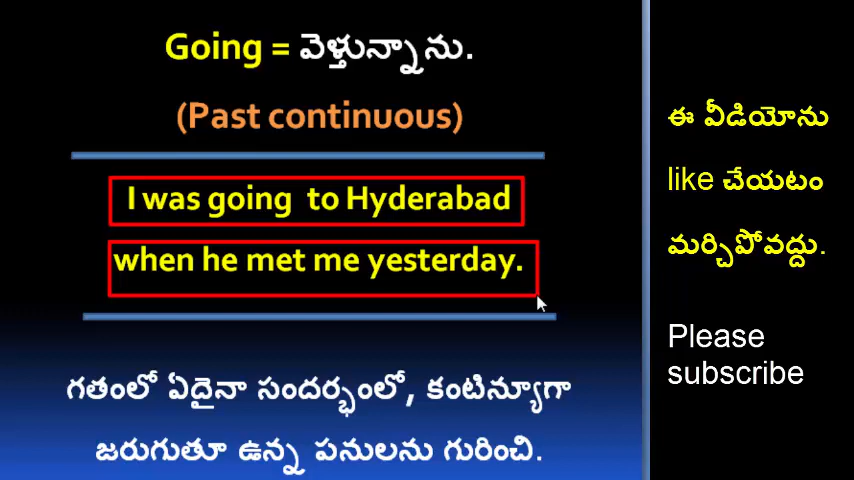 Going = వెళ్తున్నాను.
(Past continuous)
I was going to Hyderabad
when he met me yesterday.
గతంలో ఏదైనా సందర్భంలో, కంటిన్యూగా
జరుగుతూ ఉన్న పనులను గురించి.
ఈ వీడియోను
like చేయటం
మర్చిపోవద్దు.
Please
subscribe